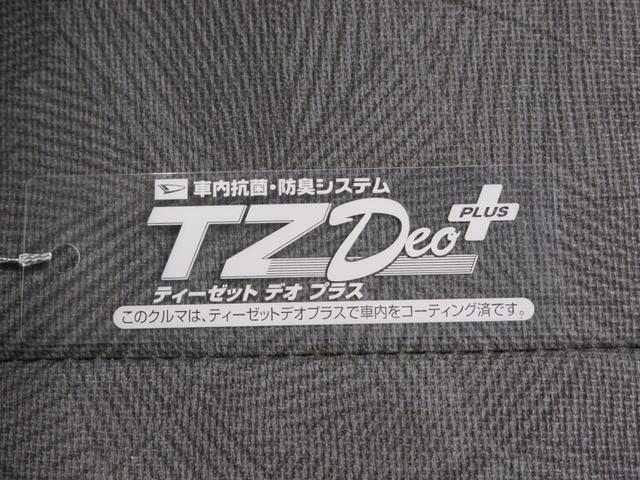 車内抗菌・防臭システム
TZ Deo PLUS
ティーゼット デオ プラス
このクルマは、ティーゼットデオプラスで車内をコーティング済です。